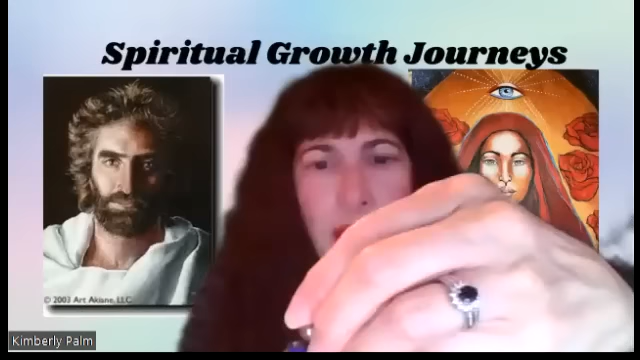 Spiritual Growth Journeys
© 2003 Art Akiane, LLC.
Kimberly Palm